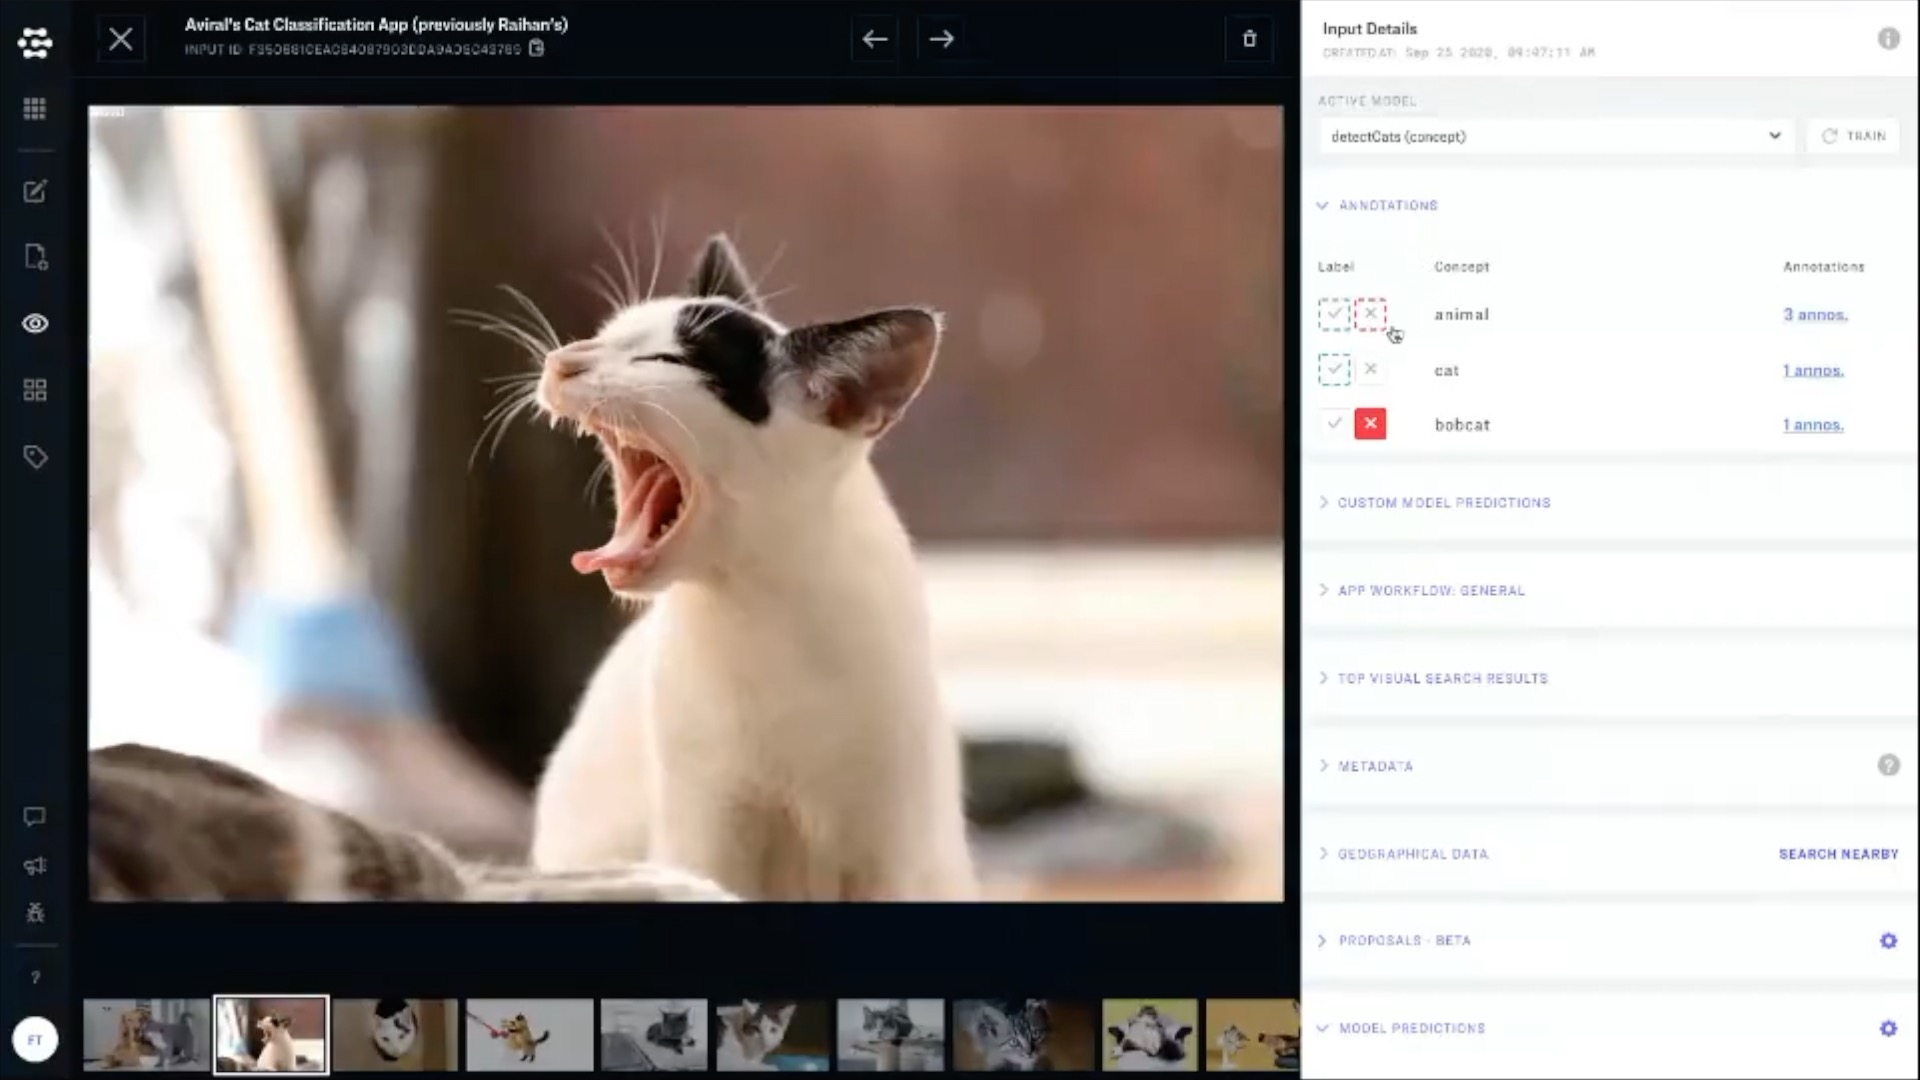 Aviral's Cat Classification App (previously Raihan's)
INPUT ID:
Input Details
CREATED AT: Sep 25 2020, 09:07:11 AM
ACTIVE MODEL
detectCats (concept)
TRAIN
ANNOTATIONS
Label Concept Annotations
animal 3 annos.
cat 1 annos.
bobcat 1 annos.
CUSTOM MODEL PREDICTIONS
APP WORKFLOW: GENERAL
TOP VISUAL SEARCH RESULTS
METADATA
?
GEOGRAPHICAL DATA SEARCH NEARBY
PROPOSALS - BETA
?
FT
MODEL PREDICTIONS